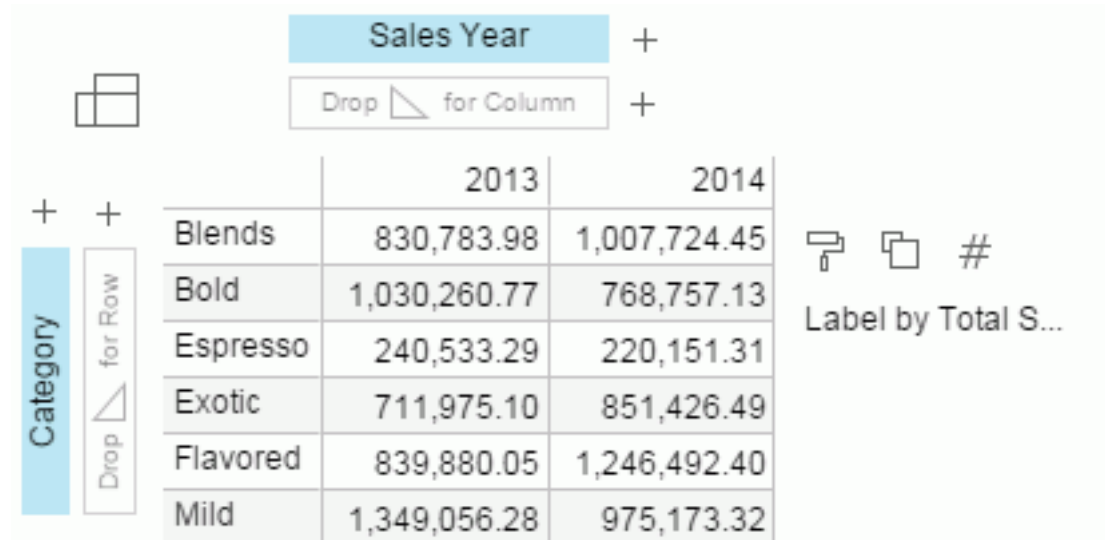 Sales Year +
Drop for Column +
2013 2014
+ +
Blends 830,783.98 1,007,724.45 #
Bold 1,030,260.77 768,757.13
Label by Total S...
Espresso 240,533.29 220,151.31
Exotic 711,975.10 851,426.49
Flavored 839,880.05 1,246,492.40
Mild 1,349,056.28 975,173.32
Category
Drop for Row